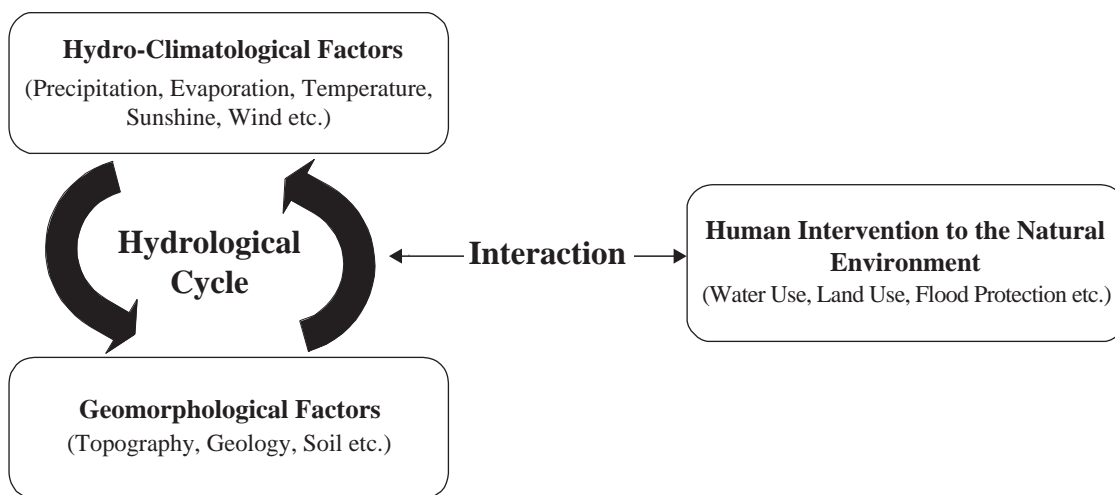 Hydro-Climatological Factors
(Precipitation, Evaporation, Temperature,
Sunshine, Wind etc.)
Hydrological
Cycle
Interaction
Human Intervention to the Natural
Environment
(Water Use, Land Use, Flood Protection etc.)
Geomorphological Factors
(Topography, Geology, Soil etc.)